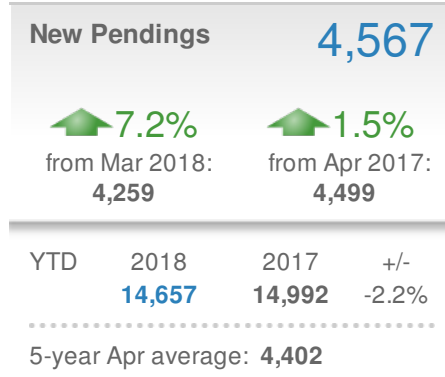 New Pendings 4,567
7.2% 1.5%
from Mar 2018: from Apr 2017:
4,259 4,499
YTD 2018 2017 +/-
14,657 14,992 -2.2%
5-year Apr average: 4,402